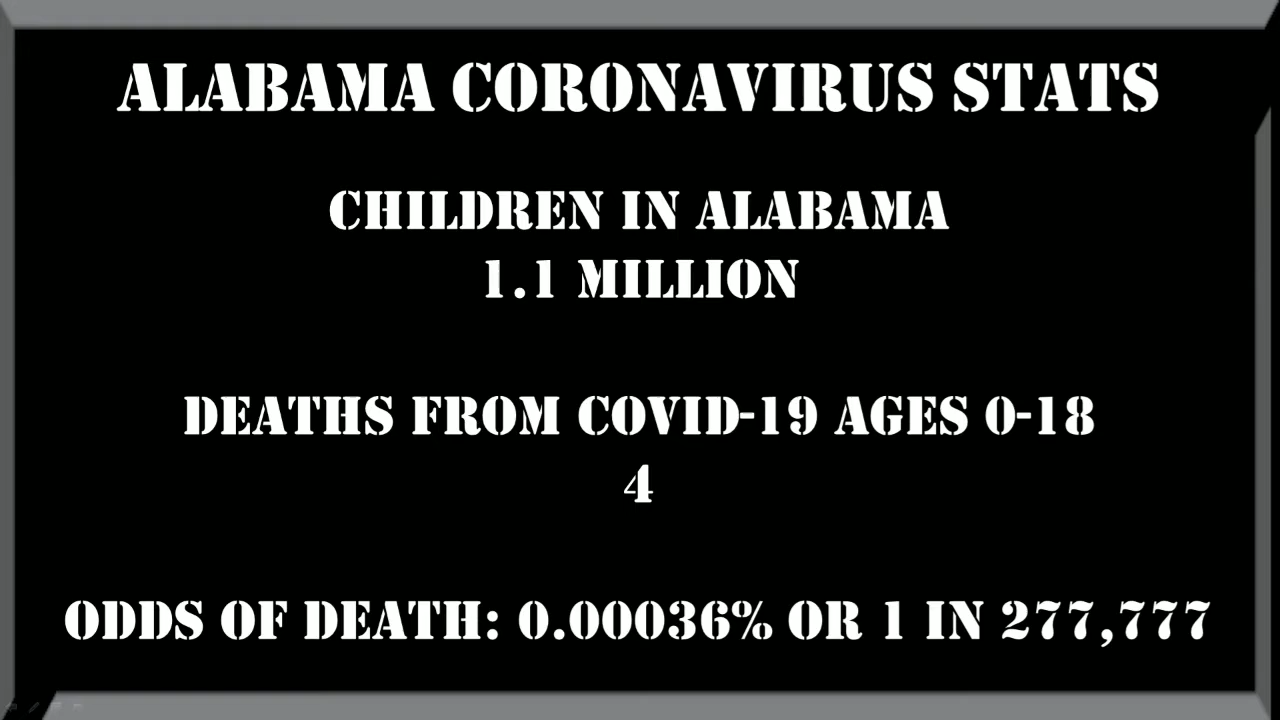 ALABAMA CORONAVIRUS STATS
CHILDREN IN ALABAMA
1.1 MILLION
DEATHS FROM COVID-19 AGES 0-18
4
ODDS OF DEATH: 0.00036% OR 1 IN 277,777